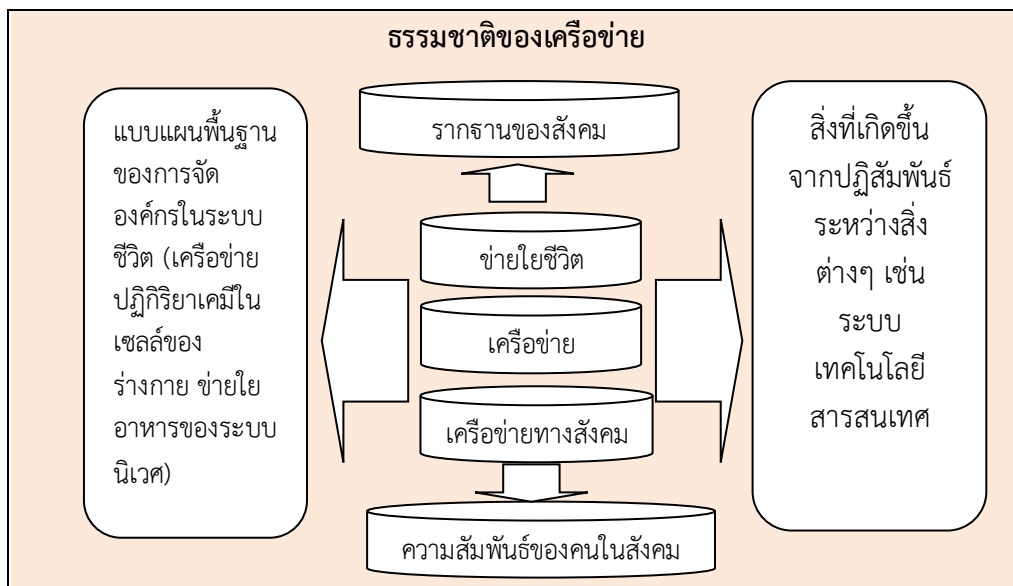 ธรรมชาติของเครือข่าย
รากฐานของสังคม
แบบแผนพื้นฐาน
ของการจัด
องค์กรในระบบ
ชีวิต (เครือข่าย
ปฏิกิริยาเคมีใน
เซลล์ของ
ร่างกาย ข่ายใย
อาหารของระบบ
นิเวศ)
ข่ายใยชีวิต
เครือข่าย
เครือข่ายทางสังคม
ความสัมพันธ์ของคนในสังคม
สิ่งที่เกิดขึ้น
จากปฏิสัมพันธ์
ระหว่างสิ่ง
ต่างๆ เช่น
ระบบ
เทคโนโลยี
สารสนเทศ